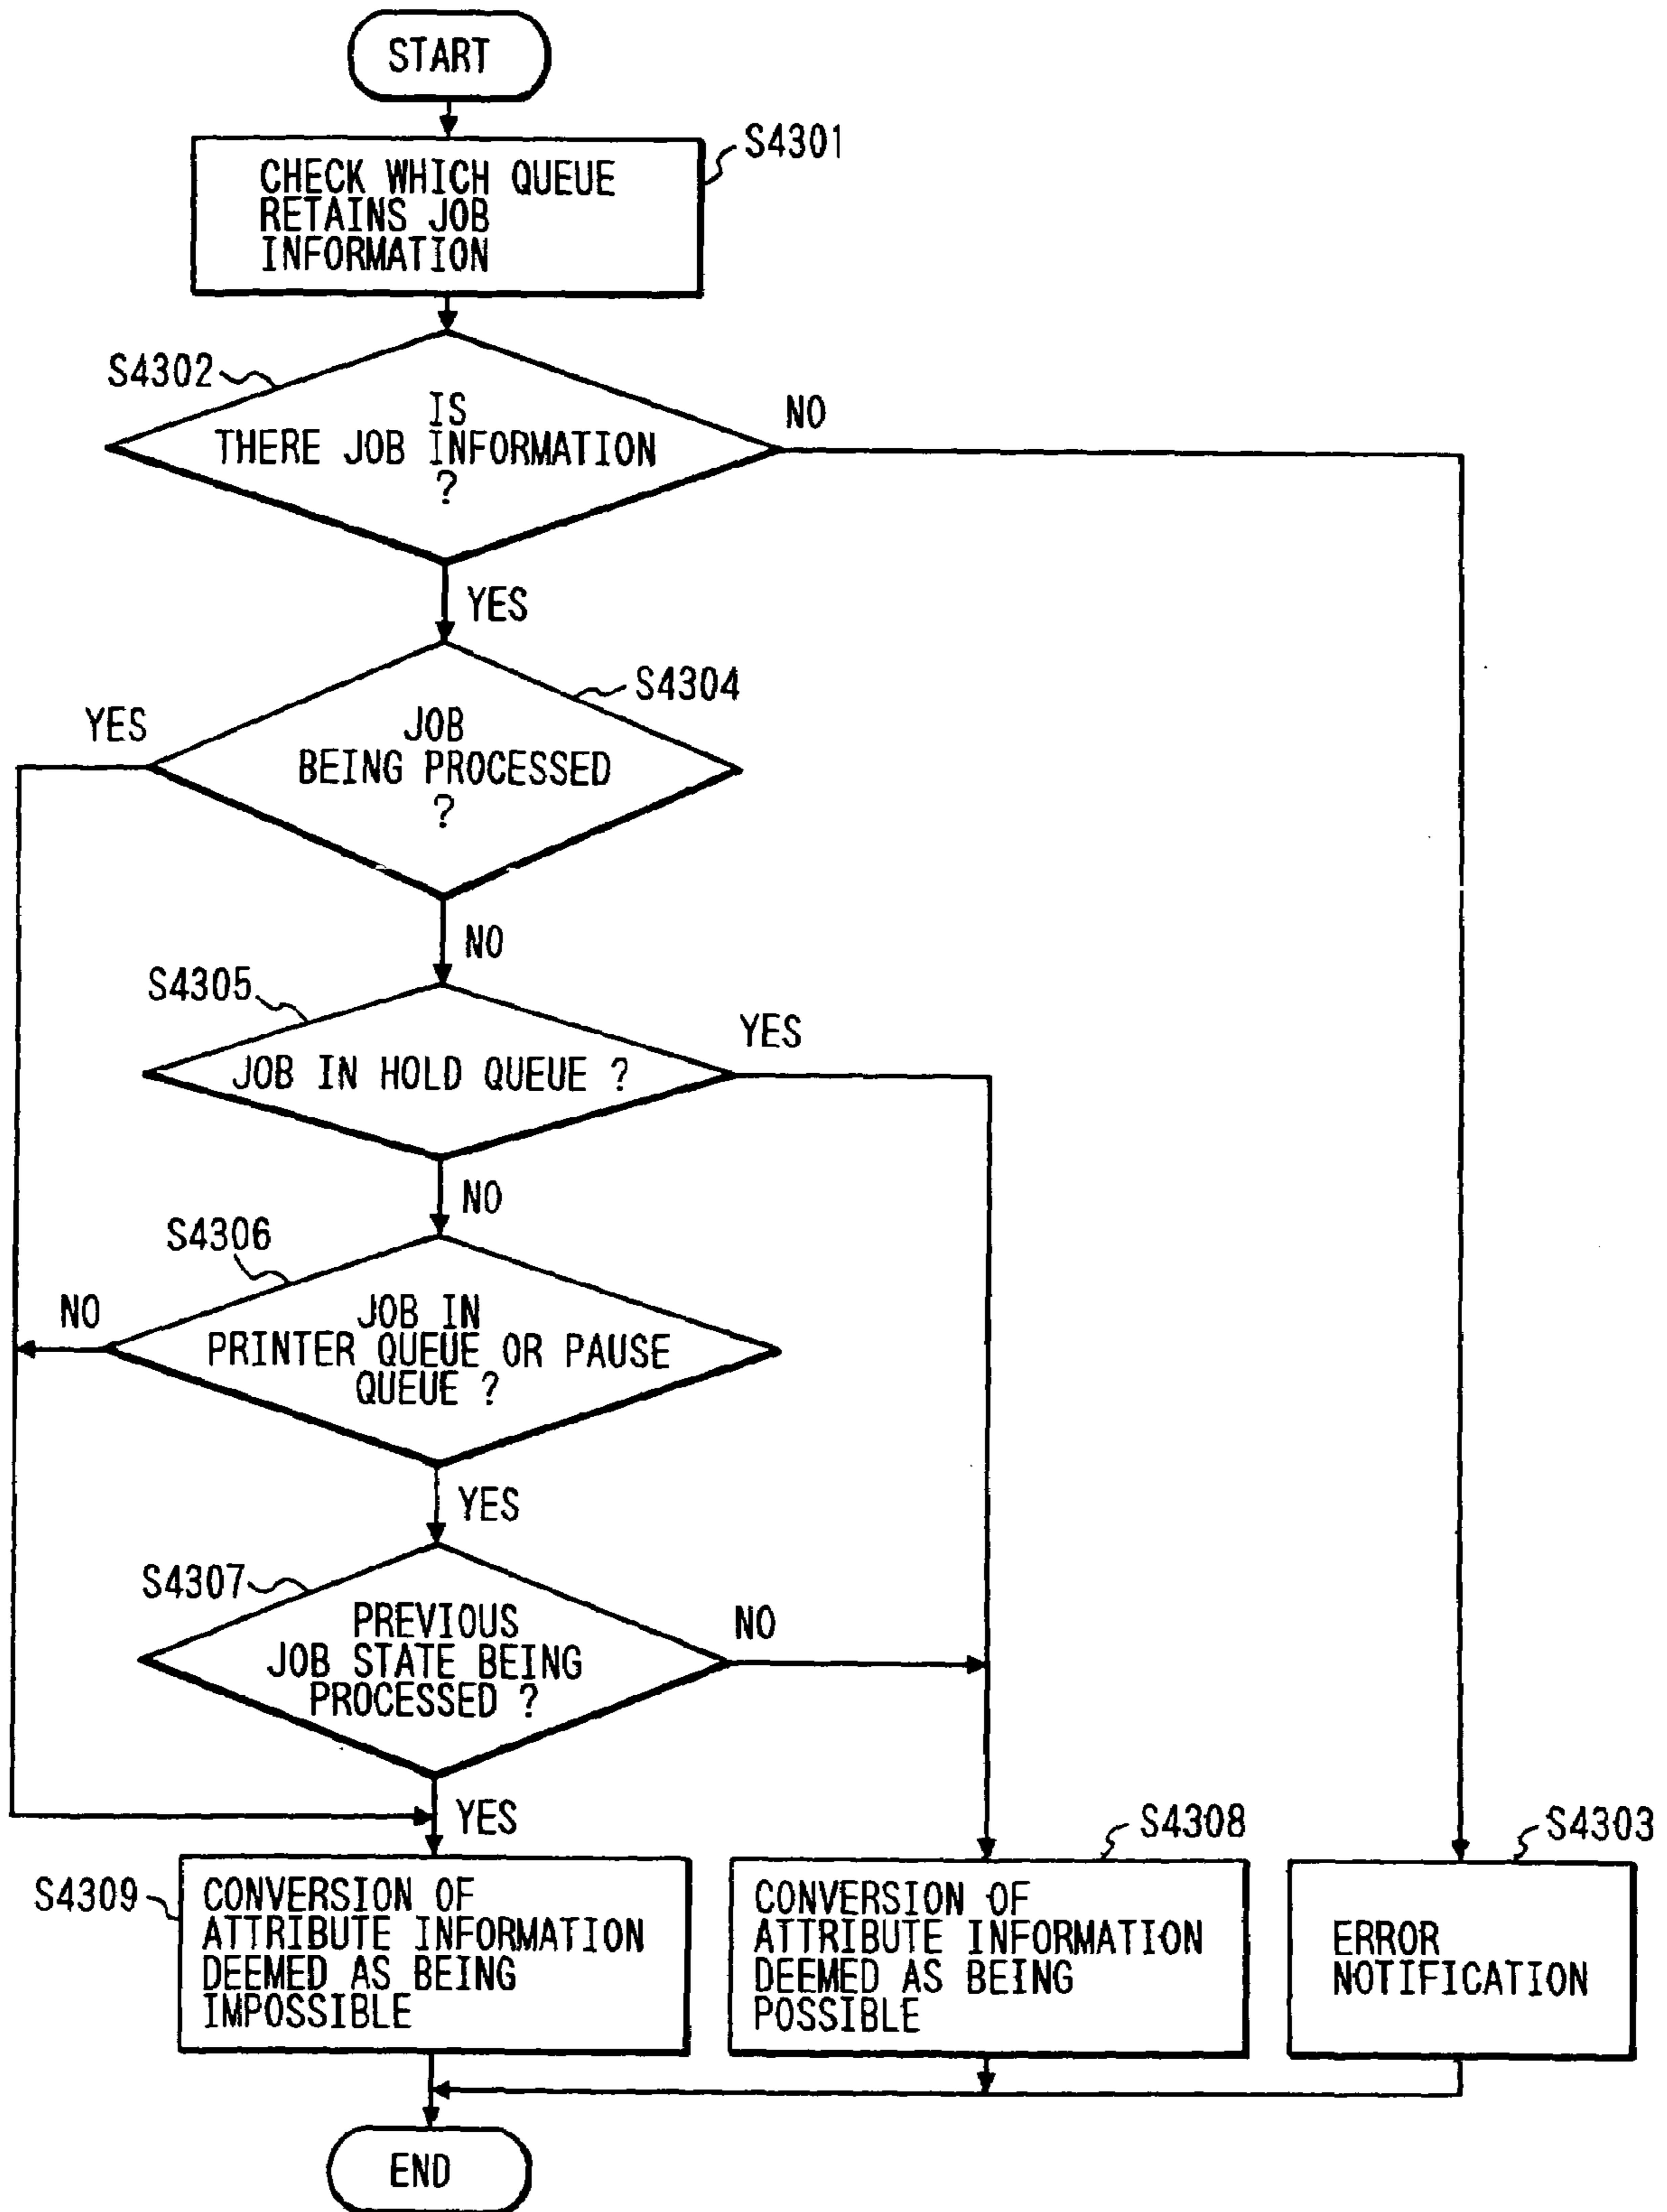 START
S4301
CHECK WHICH QUEUE
RETAINS JOB
INFORMATION
S4302
IS
THERE JOB INFORMATION
?
NO
YES
S4304
YES
JOB
BEING PROCESSED
?
NO
S4305
YES
JOB IN HOLD QUEUE ?
NO
S4306
NO
JOB IN
PRINTER QUEUE OR PAUSE
QUEUE ?
YES
S4307
PREVIOUS
JOB STATE BEING
PROCESSED ?
NO
YES
S4309
CONVERSION OF
ATTRIBUTE INFORMATION
DEEMED AS BEING
IMPOSSIBLE
S4308
CONVERSION OF
ATTRIBUTE INFORMATION
DEEMED AS BEING
POSSIBLE
S4303
ERROR
NOTIFICATION
END